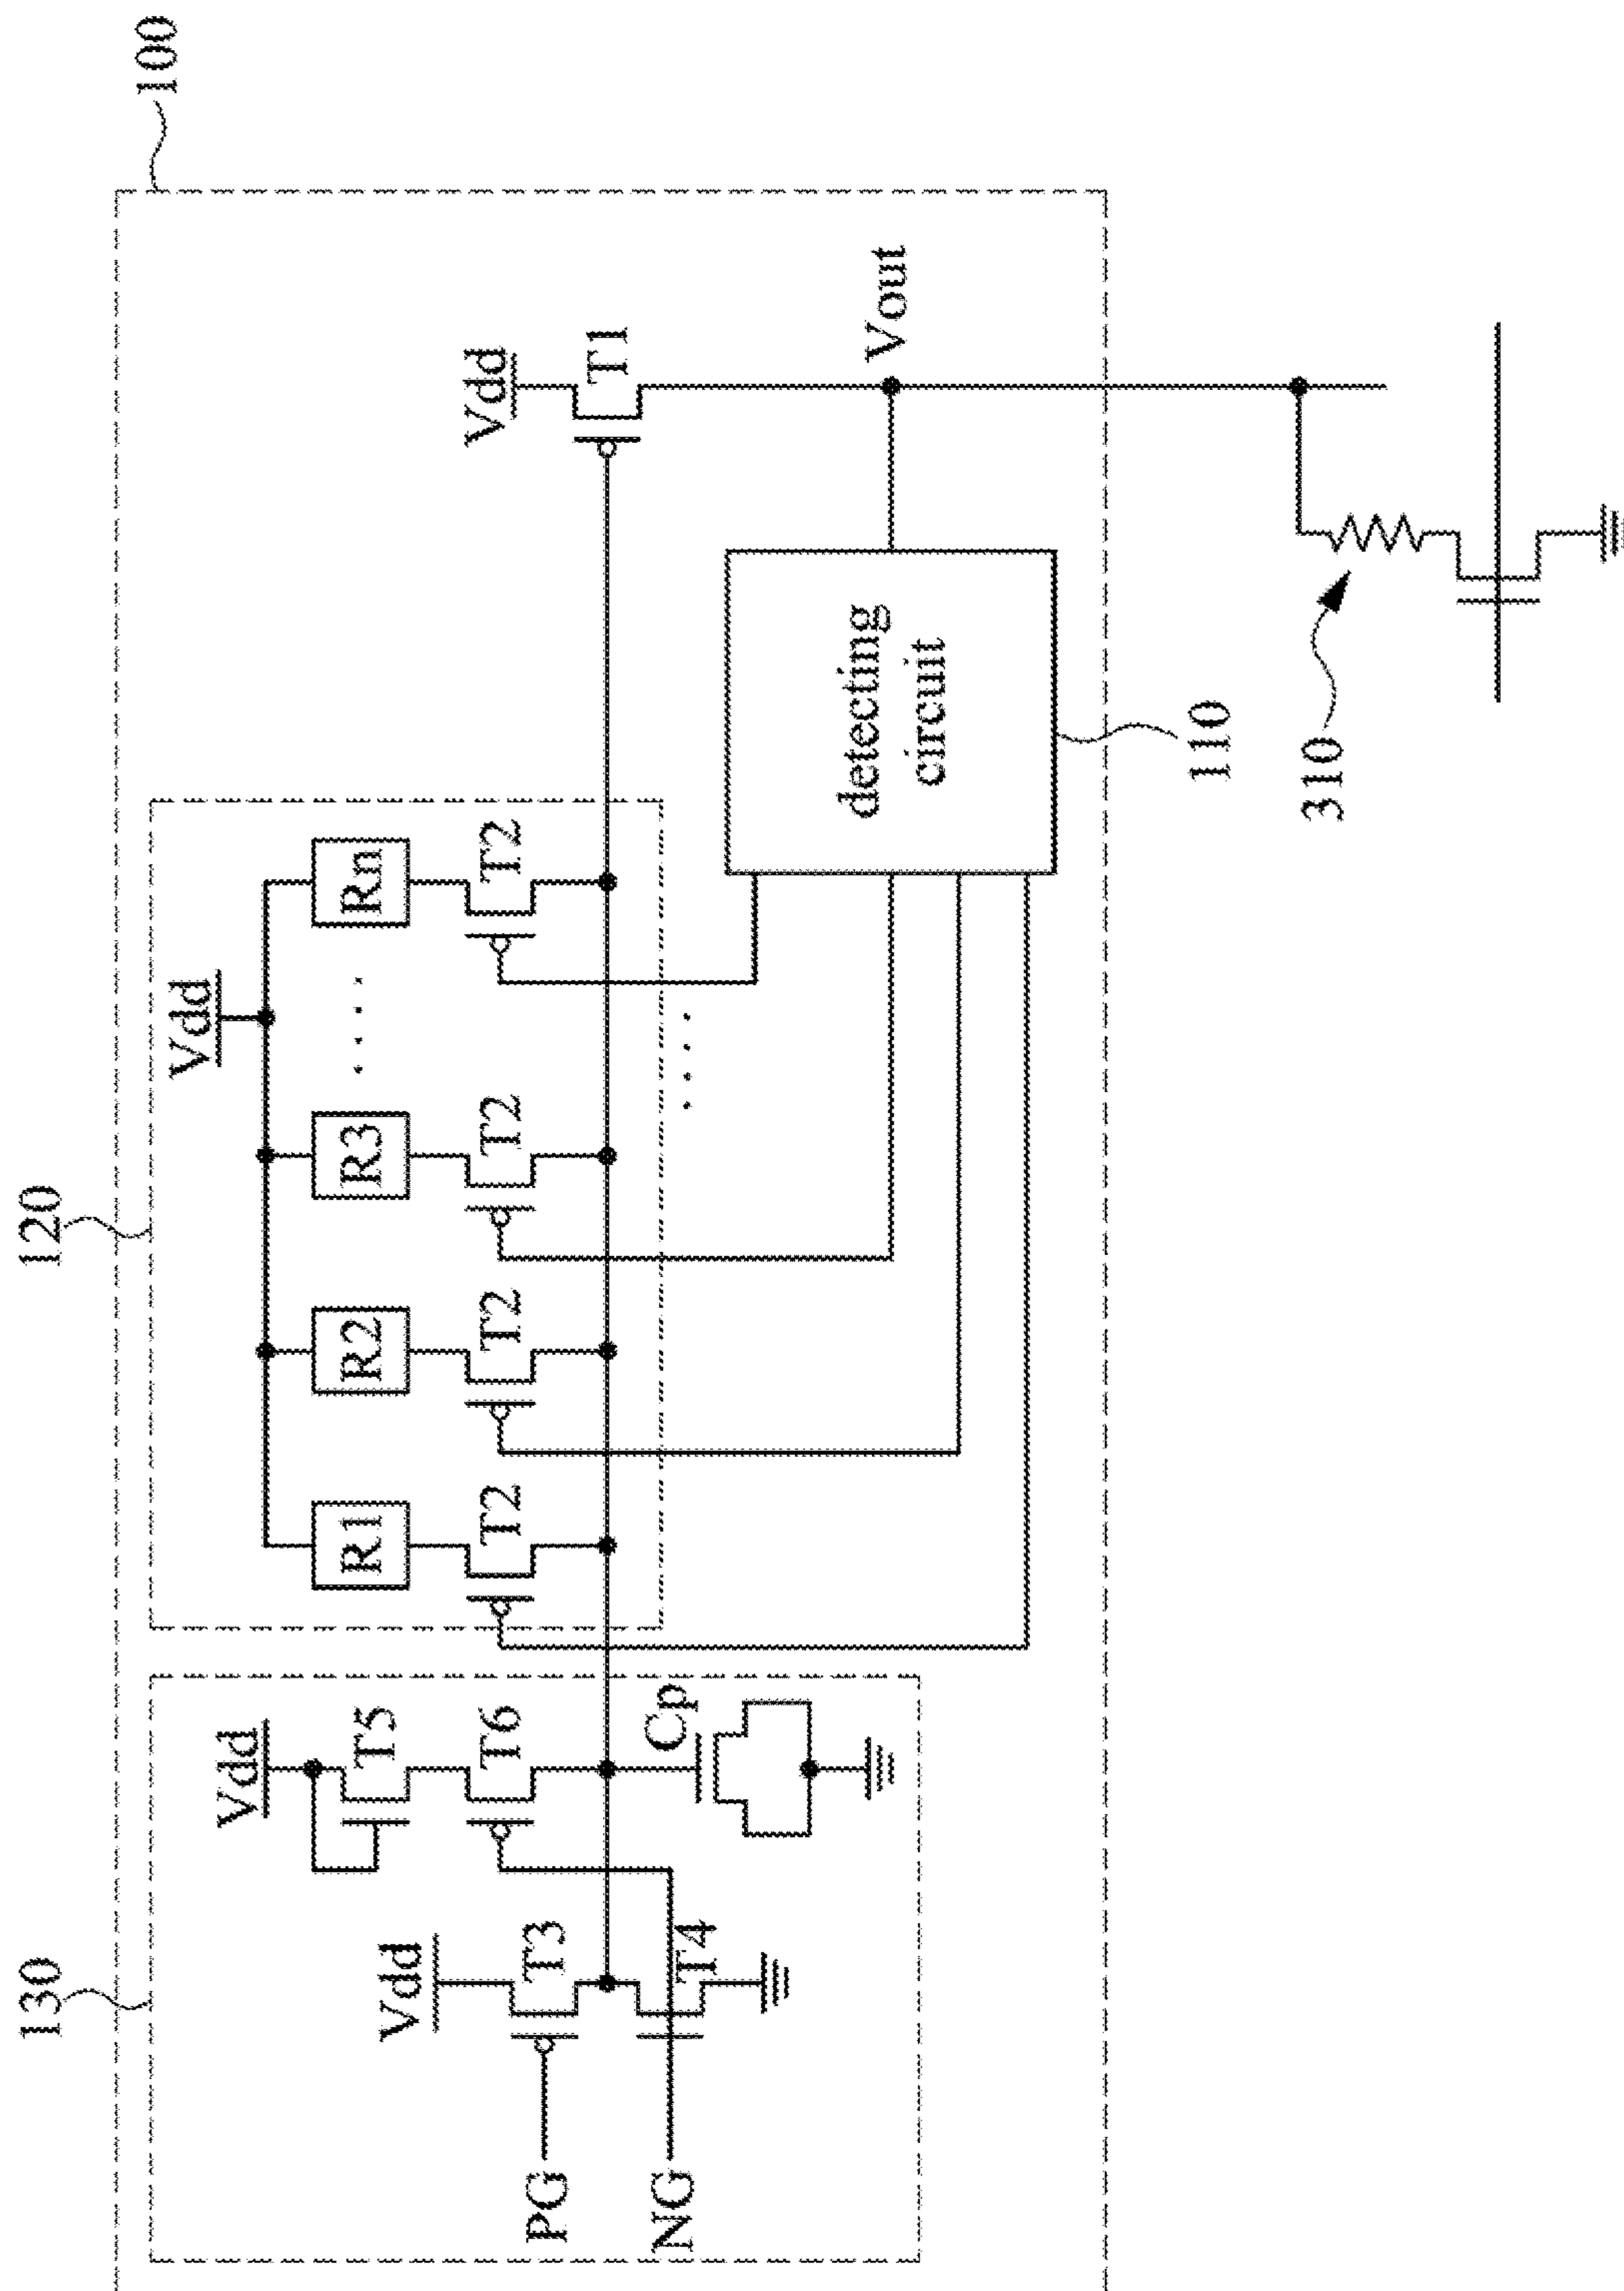 100
120
130
Vdd
R1
R2
R3
. . . .
Rn
T2
T2
T2
T2
. . . .
Vdd
T1
Vdd
T5
T6
Vdd
T3
T4
Cp
PG
NG
detecting
circuit
Vout
110
310